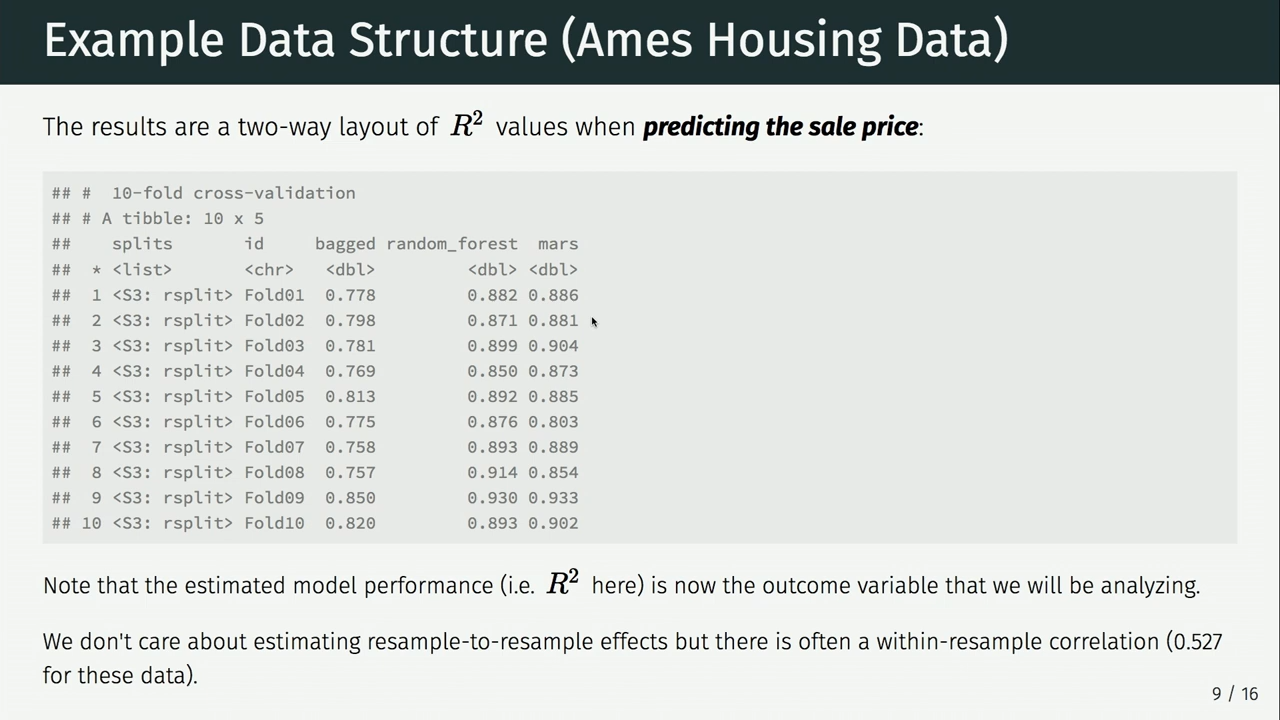 Example Data Structure (Ames Housing Data)
The results are a two-way layout of R² values when predicting the sale price:
## #  10-fold cross-validation
## # A tibble: 10 x 5
##    splits       id     bagged random_forest  mars
##  * <list>       <chr>   <dbl>         <dbl> <dbl>
##  1 <S3: rsplit> Fold01  0.778         0.882 0.886
##  2 <S3: rsplit> Fold02  0.798         0.871 0.881
##  3 <S3: rsplit> Fold03  0.781         0.899 0.904
##  4 <S3: rsplit> Fold04  0.769         0.850 0.873
##  5 <S3: rsplit> Fold05  0.813         0.892 0.885
##  6 <S3: rsplit> Fold06  0.775         0.876 0.803
##  7 <S3: rsplit> Fold07  0.758         0.893 0.889
##  8 <S3: rsplit> Fold08  0.757         0.914 0.854
##  9 <S3: rsplit> Fold09  0.850         0.930 0.933
## 10 <S3: rsplit> Fold10  0.820         0.893 0.902
Note that the estimated model performance (i.e. R² here) is now the outcome variable that we will be analyzing.
We don't care about estimating resample-to-resample effects but there is often a within-resample correlation (0.527
for these data).
9 / 16